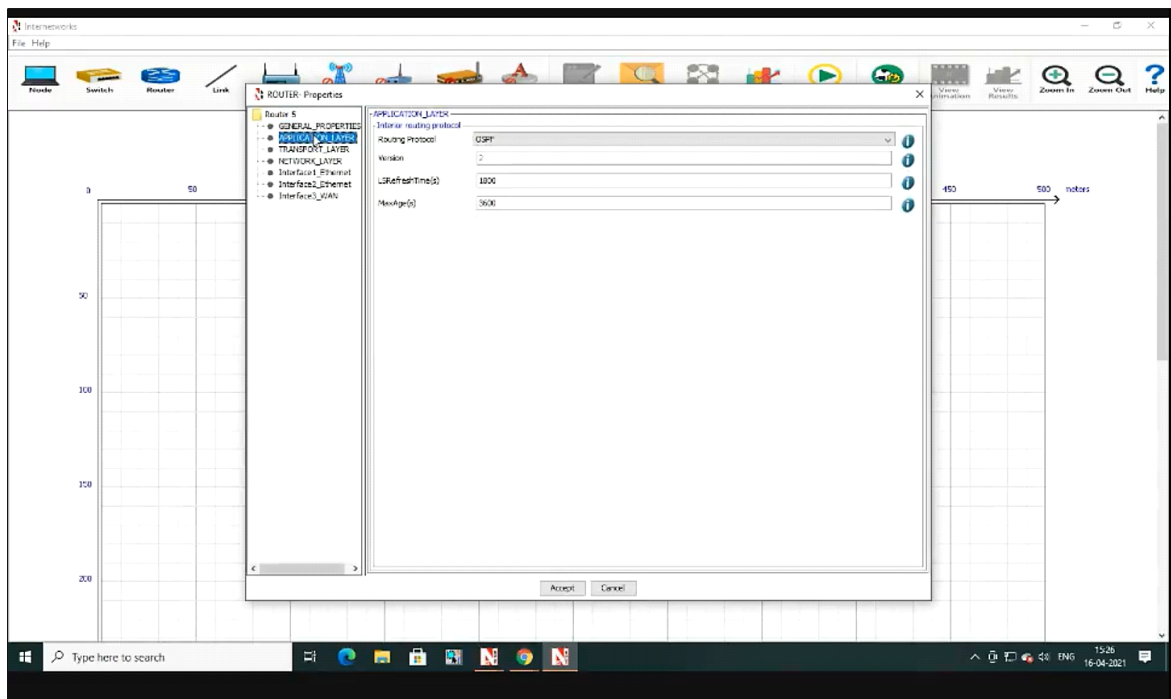 Internetworks
File Help
Node
Switch
Router
Link
View Animation
View Results
Zoom In
Zoom Out
Help
ROUTER- Properties
Router 5
GENERAL_PROPERTIES
APPLICATION_LAYER
TRANSPORT_LAYER
NETWORK_LAYER
Interface1_Ethernet
Interface2_Ethernet
Interface3_WAN
APPLICATION_LAYER
Interior routing protocol
Routing Protocol OSPF
Version 2
LSRefreshTime(s) 1800
MaxAge(s) 3600
Accept Cancel
0 50 450 500 meters
50
100
150
200
Type here to search
ENG
15:26
16-04-2021